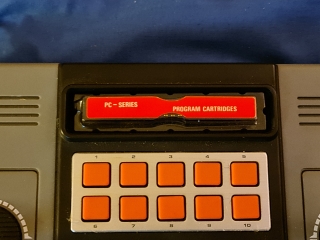 PC-SERIES PROGRAM CARTRIDGES
1 2 3 4 5
6 7 8 9 10